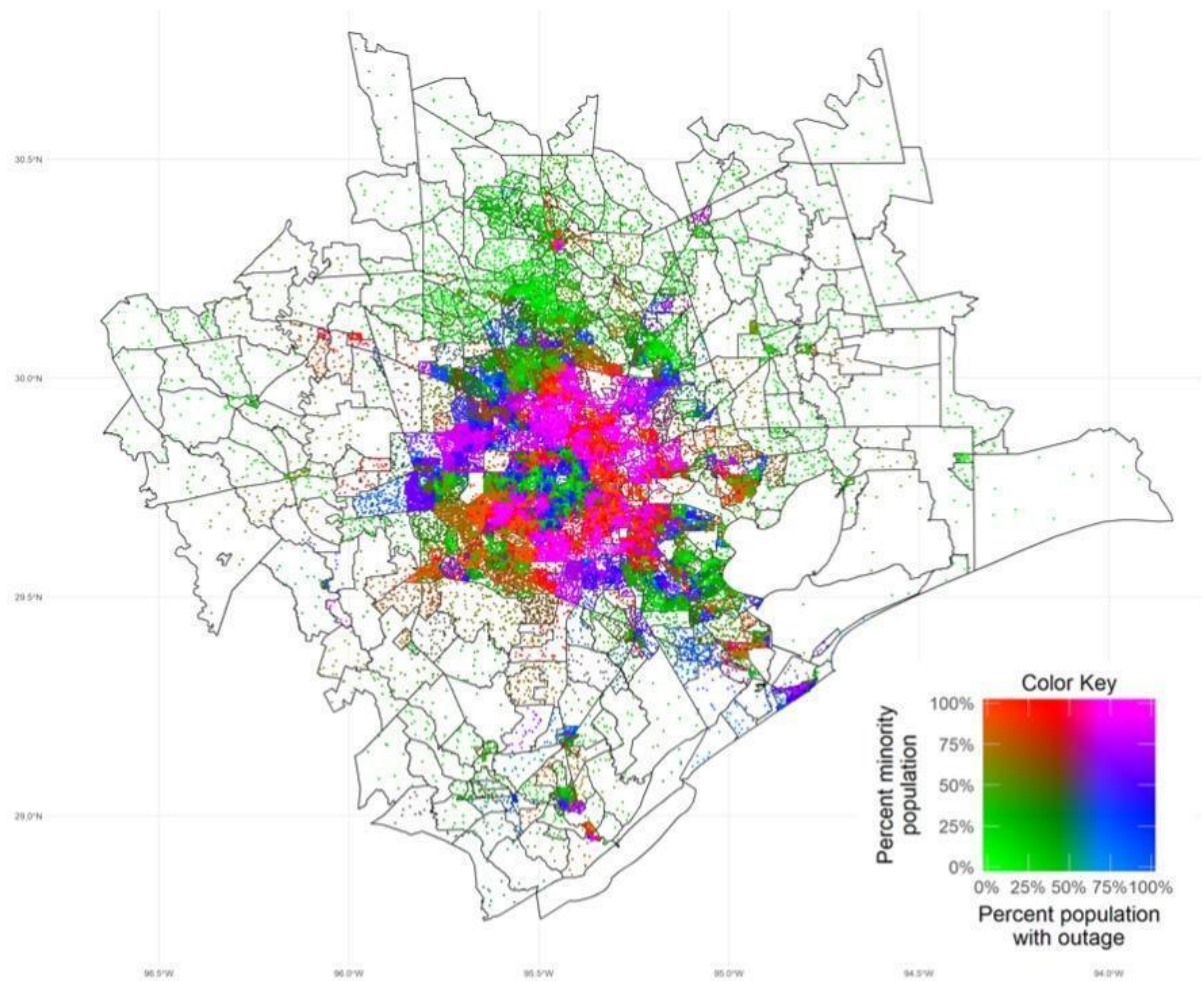 30.5°N
30.0°N
29.5°N
29.0°N
96.5°W
96.0°W
95.5°W
95.0°W
94.5°W
94.0°W
Color Key
Percent minority
population
100%
75%
50%
25%
0%
0% 25% 50% 75% 100%
Percent population
with outage